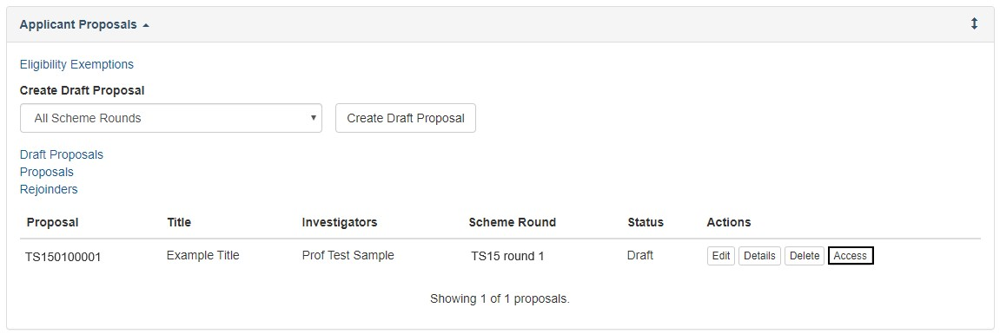 Applicant Proposals
Eligibility Exemptions
Create Draft Proposal
All Scheme Rounds Create Draft Proposal
Draft Proposals
Proposals
Rejoinders
Proposal Title Investigators Scheme Round Status Actions
TS150100001 Example Title Prof Test Sample TS15 round 1 Draft Edit Details Delete Access
Showing 1 of 1 proposals.